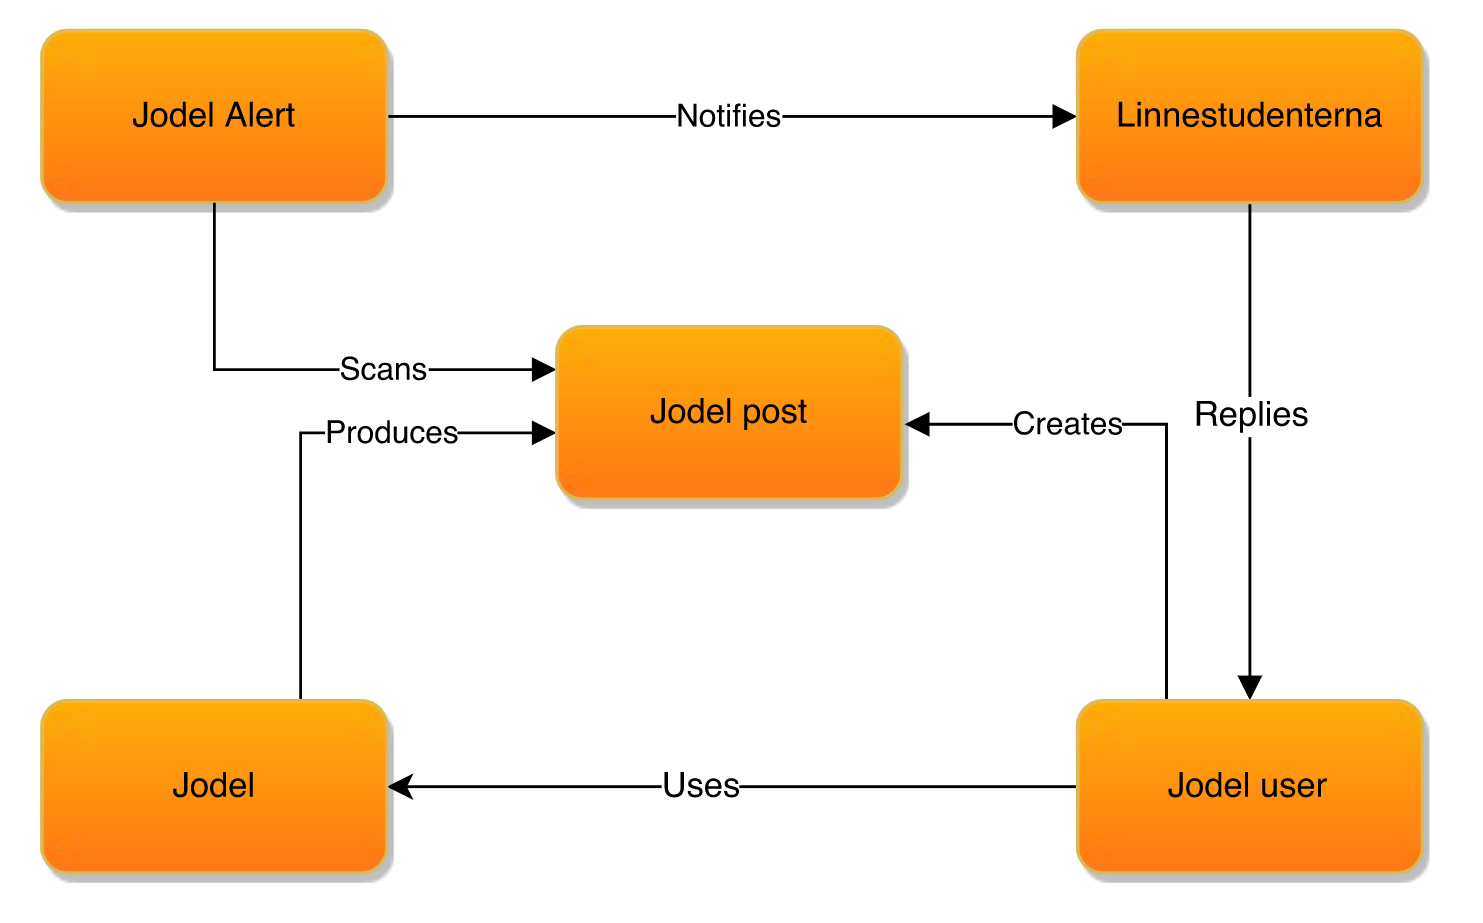 Jodel Alert
Notifies
Linnestudenterna
Scans
Jodel post
Produces
Creates
Replies
Jodel
Uses
Jodel user